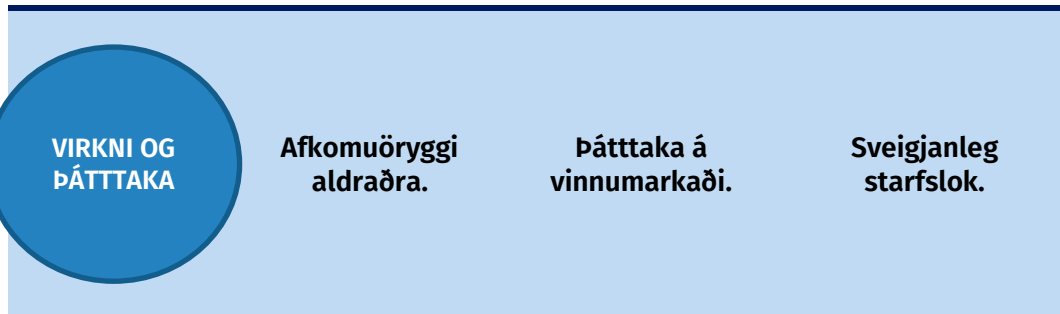 VIRKNI OG
ÞÁTTTAKA
Afkomuöryggi
aldraðra.
Þátttaka á
vinnumarkaði.
Sveigjanleg
starfslok.